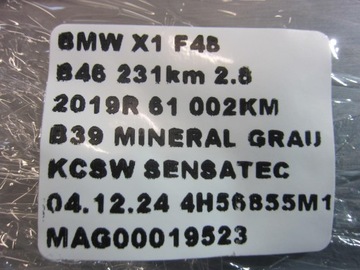 BMW X1 F48
B46 231km 2.8
2019R 61 002KM
B39 MINERAL GRAU
KCSW SENSATEC
04.12.24 4H56855M1
MAG00019523